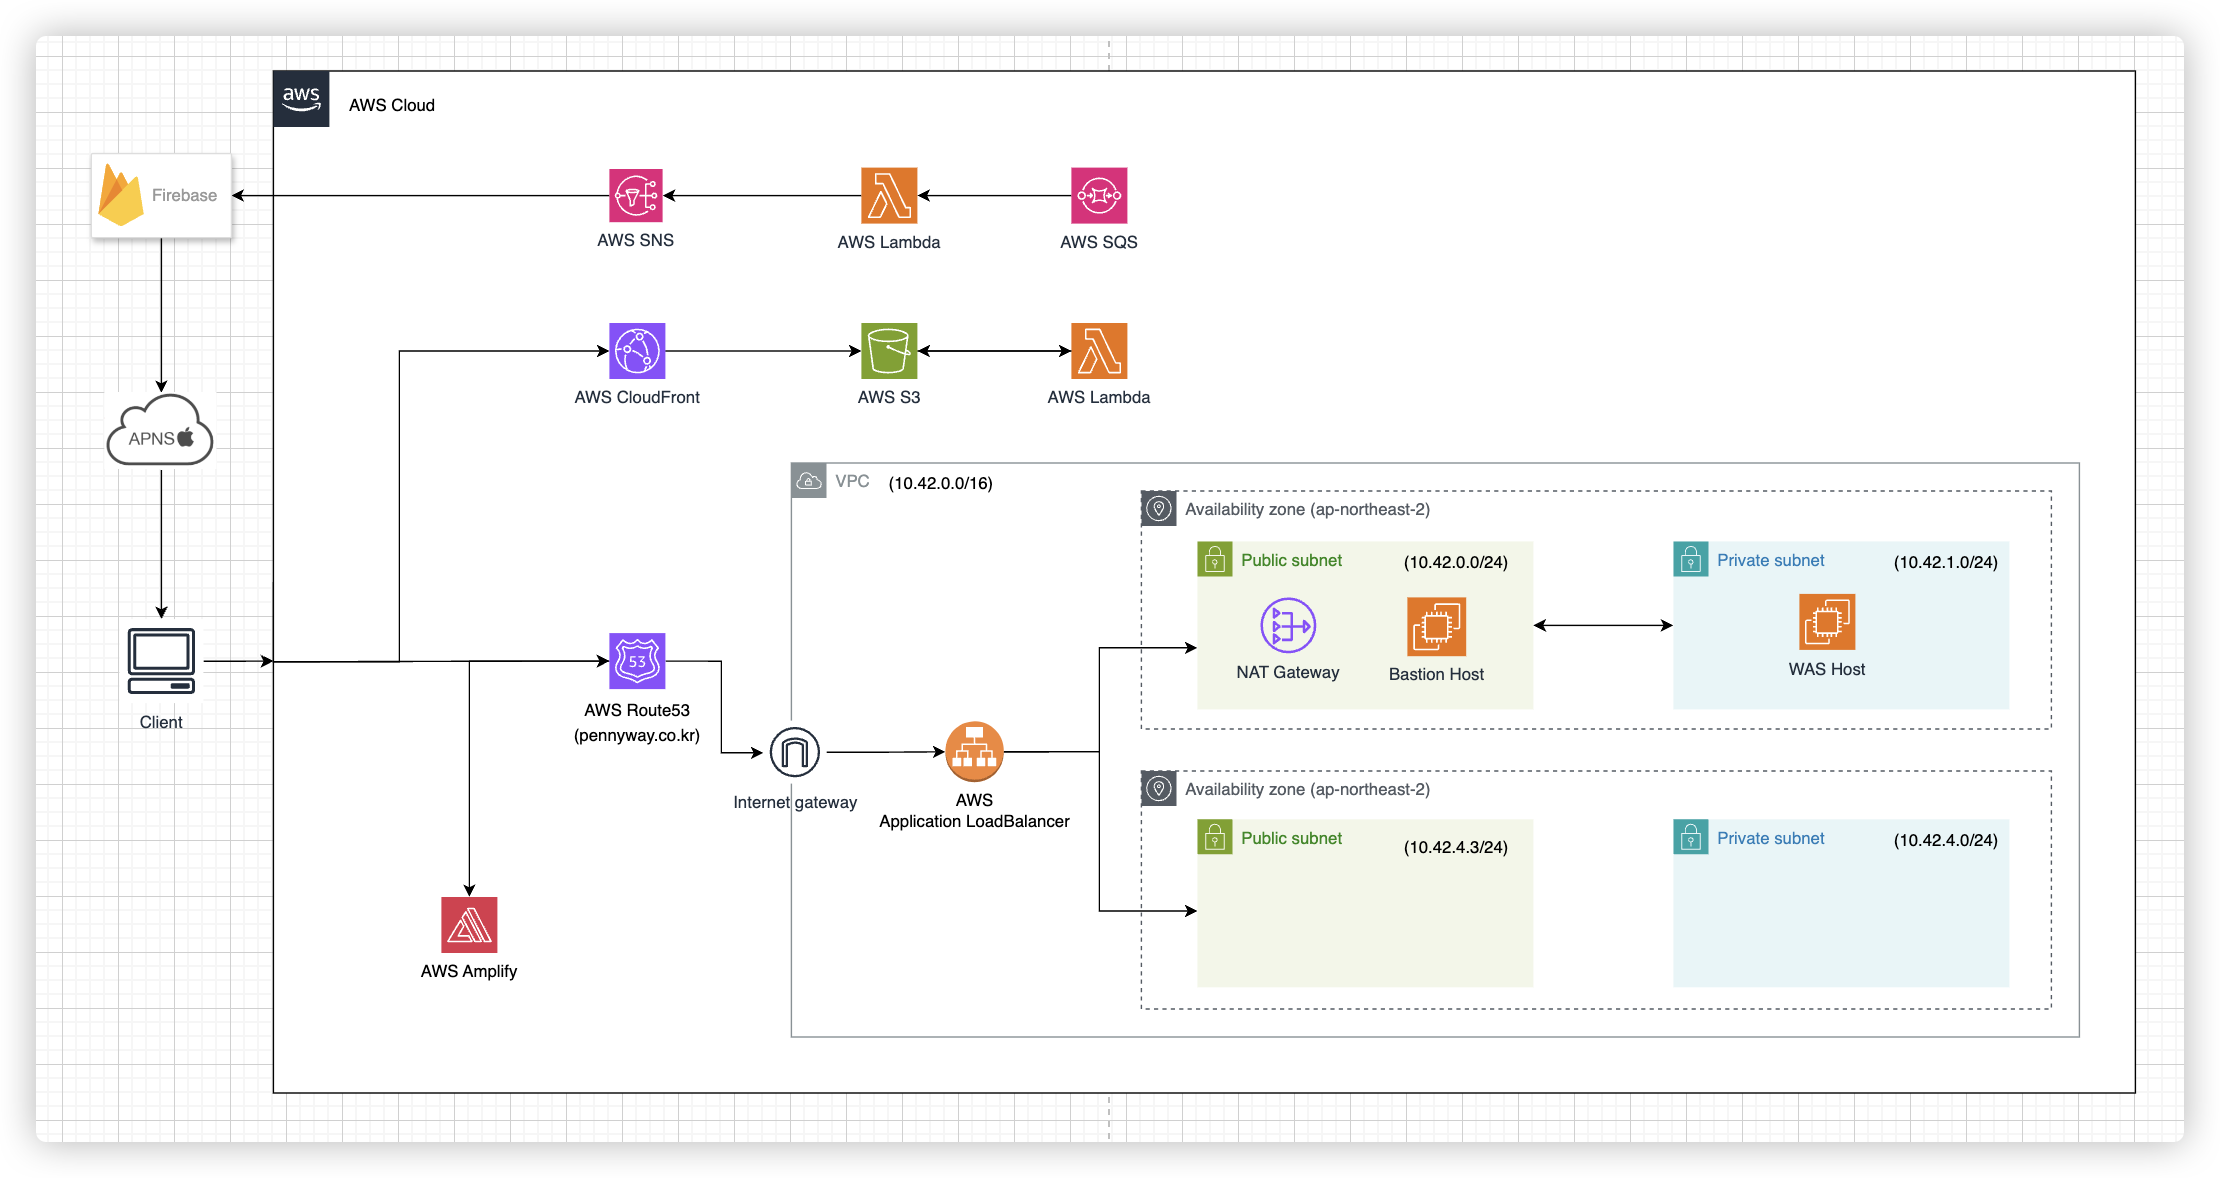 aws
AWS Cloud
Firebase
AWS SNS
AWS Lambda
AWS SQS
AWS CloudFront
AWS S3
AWS Lambda
APNS
VPC
(10.42.0.0/16)
Availability zone (ap-northeast-2)
Public subnet
(10.42.0.0/24)
Private subnet
(10.42.1.0/24)
NAT Gateway
Bastion Host
WAS Host
53
Client
AWS Route53
(pennyway.co.kr)
Internet gateway
AWS
Application LoadBalancer
Availability zone (ap-northeast-2)
Public subnet
(10.42.4.3/24)
Private subnet
(10.42.4.0/24)
AWS Amplify